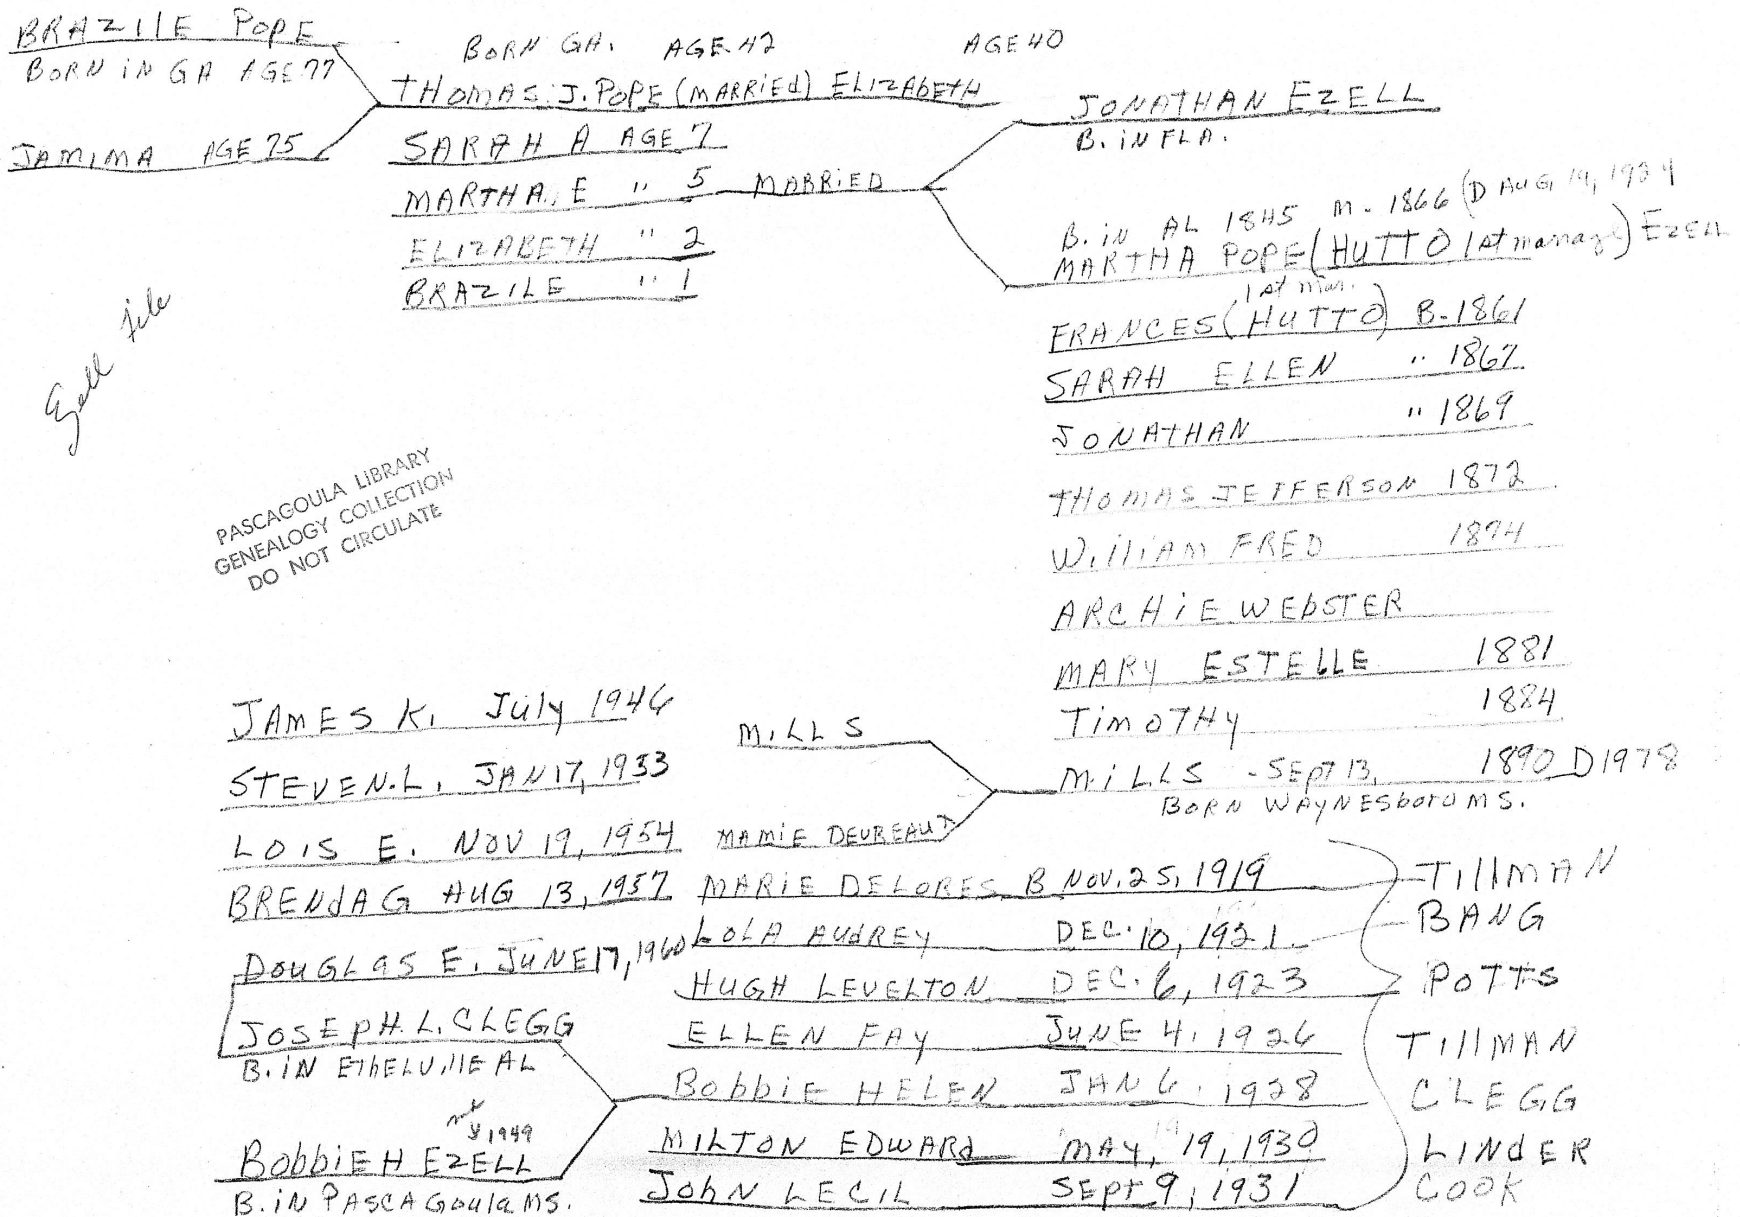 BRAZILE POPE
BORN IN GA AGE 77
JAMIMA AGE 75
BORN GA. AGE 42 AGE 40
THOMAS J. POPE (MARRIEd) ELIZAbETH
SARAH A AGE 7
MARTHA. E " 5 MARRIED
ELIZABETH " 2
BRAZILE " 1
JONATHAN EZELL
B. IN FLA.
B. IN AL 1845 M. 1866 (D AUG 19, 1924
MARTHA POPE (HUTTO 1st marriage) EZELL
1st mar.
FRANCES (HUTTO) B-1861
SARAH ELLEN " 1867
JONATHAN " 1869
THOMAS JEFFERSON 1872
WilliAM FRED 1874
ARCHiE WEbSTER
MARY ESTELLE 1881
TimOTHy 1884
MiLLS - SEPT 13, 1890 D 1978
BORN WAYNESboro MS.
Ezell File
PASCAGOULA LIBRARY
GENEALOGY COLLECTION
DO NOT CIRCULATE
MiLLS
MAMiE DEVREAUX
JAMES K. July 1946
STEVEN. L. JAN 17, 1953
LOIS E. NOV 19, 1954
BRENdA G AUG 13, 1957
DOUGLAS E. JUNE 17, 1960
JOSEPH. L. CLEGG
B. IN EThELVIllE AL
1949
BobbiE H EZELL
B. IN PASCAGoula MS.
MARiE DELORES B NOV. 25, 1919 TillMAN
LOLA AUdREY DEC. 10, 1921 BANG
HUGH LEVELTON DEC. 6, 1923 POTTS
ELLEN FAY JUNE 4, 1926 TillMAN
BobbiE HELEN JAN 6. 1928 CLEGG
MILTON EDWARd MAY, 19, 1930 LINdER
JOhN LECIL SEPT 9, 1931 COOK